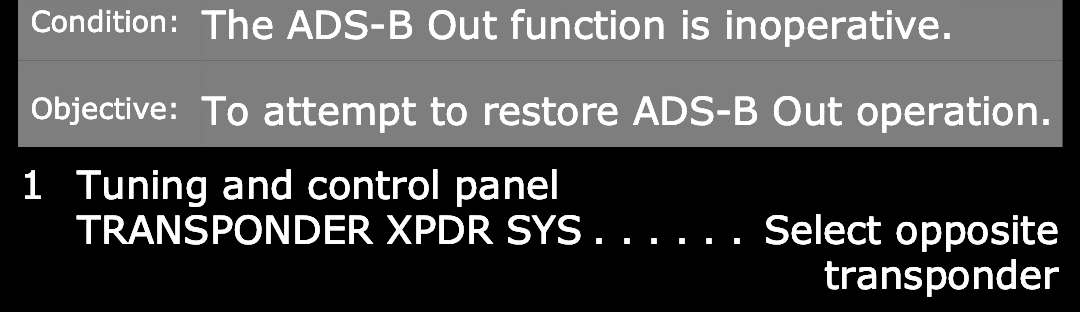 Condition: The ADS-B Out function is inoperative.
Objective: To attempt to restore ADS-B Out operation.
1 Tuning and control panel
TRANSPONDER XPDR SYS . . . . . . Select opposite
transponder